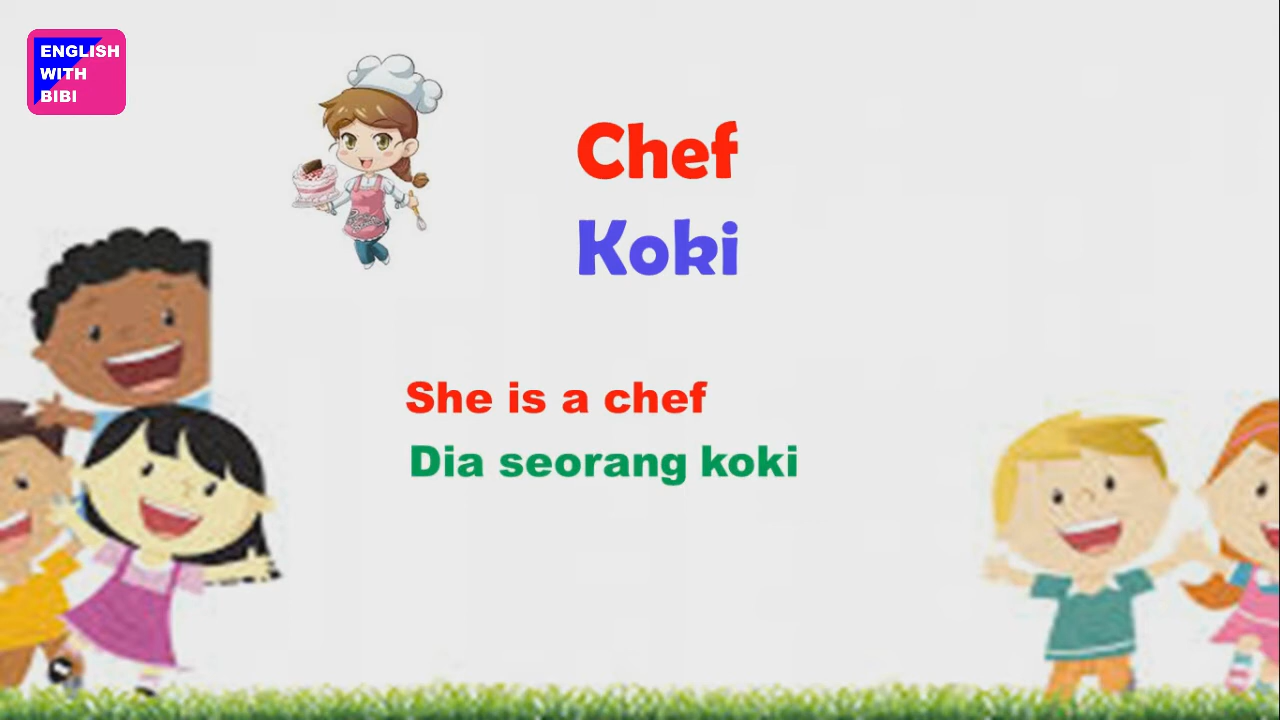 ENGLISH
WITH
BIBI
Chef
Koki
She is a chef
Dia seorang koki